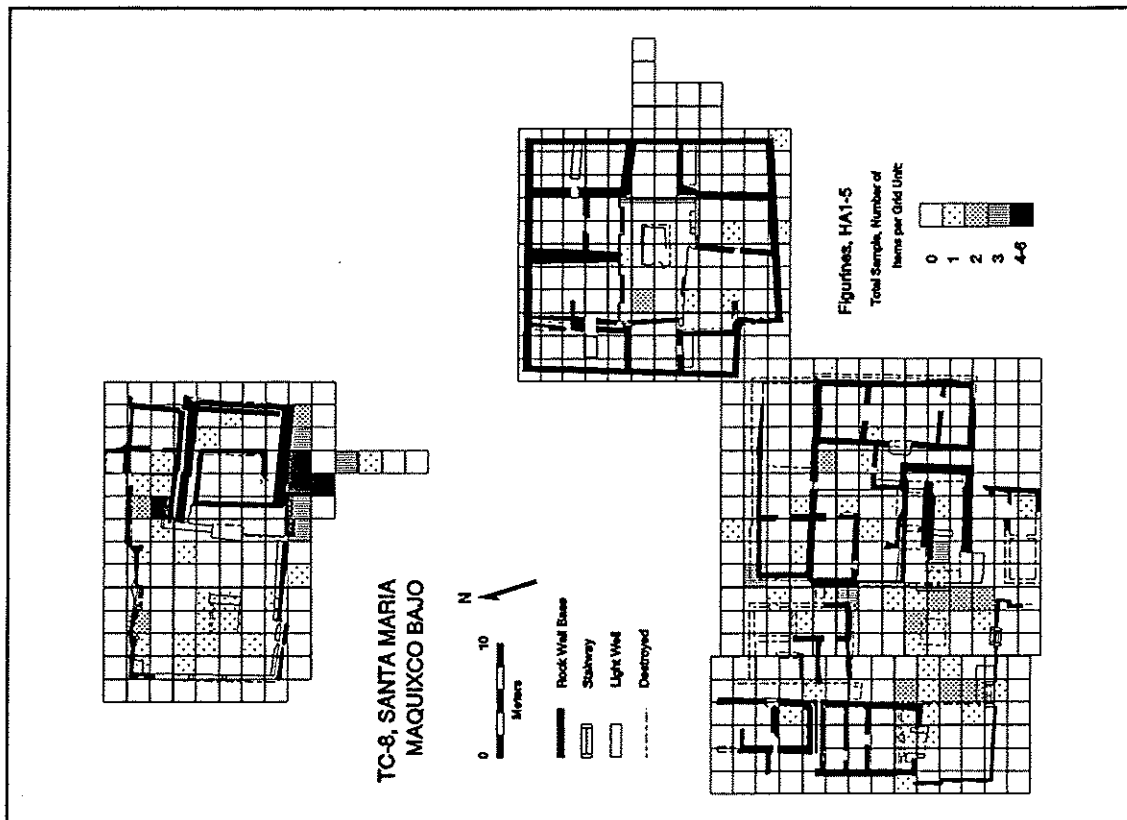 TC-8, SANTA MARIA
MAQUIXCO BAJO
N
0 10
Meters
Rock Wall Base
Stairway
Light Well
Destroyed
Figurines, HA1-5
Total Sample, Number of
Items per Grid Unit:
0
1
2
3
4-6